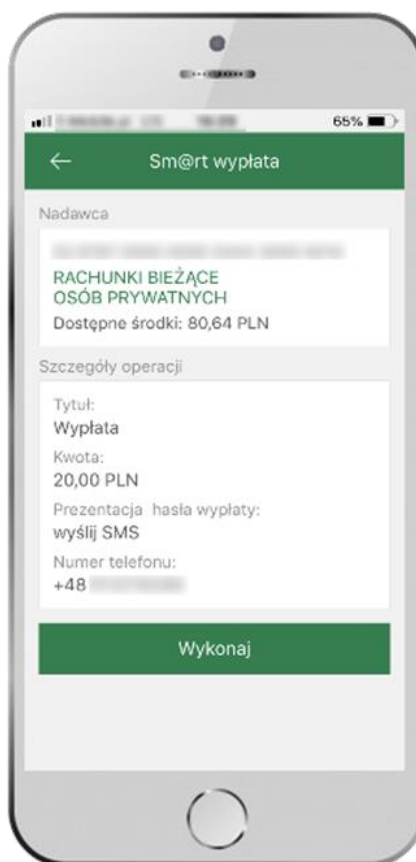 65%
Sm@rt wypłata
Nadawca
RACHUNKI BIEŻĄCE
OSÓB PRYWATNYCH
Dostępne środki: 80,64 PLN
Szczegóły operacji
Tytuł:
Wypłata
Kwota:
20,00 PLN
Prezentacja hasła wypłaty:
wyślij SMS
Numer telefonu:
+48
Wykonaj